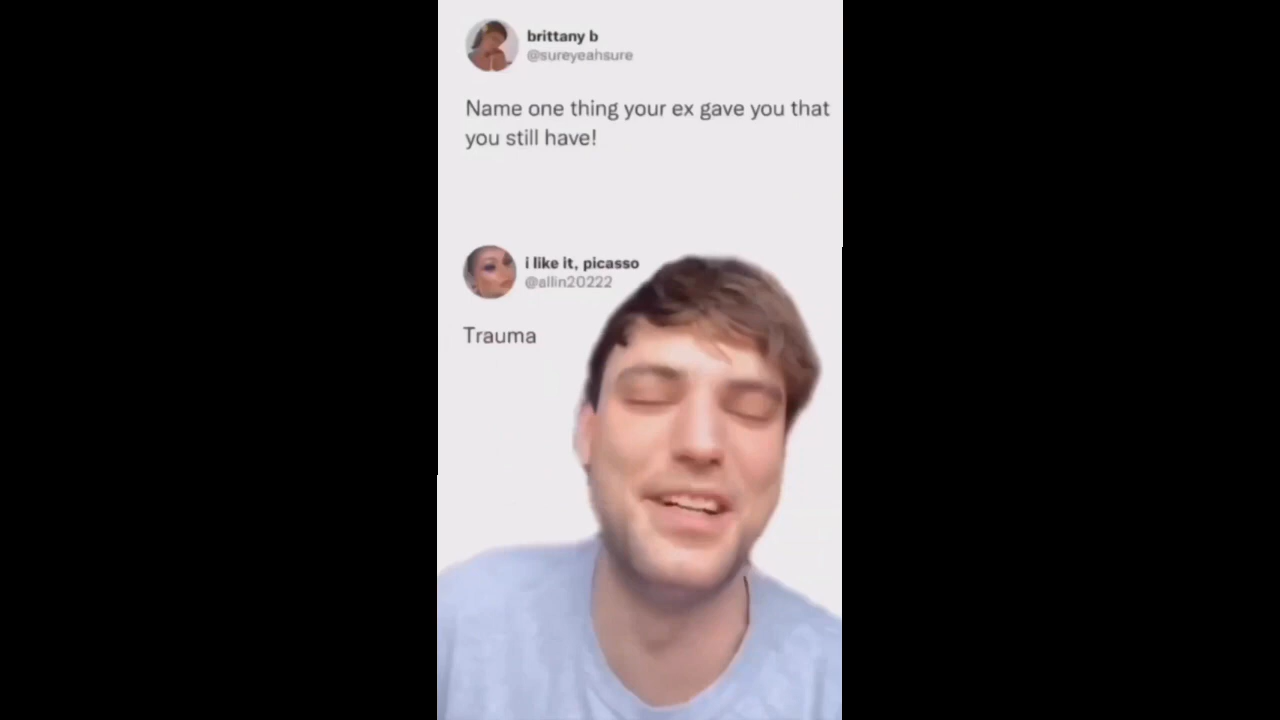 brittany b
@sureyeahsure
Name one thing your ex gave you that
you still have!
i like it, picasso
@allin20222
Trauma